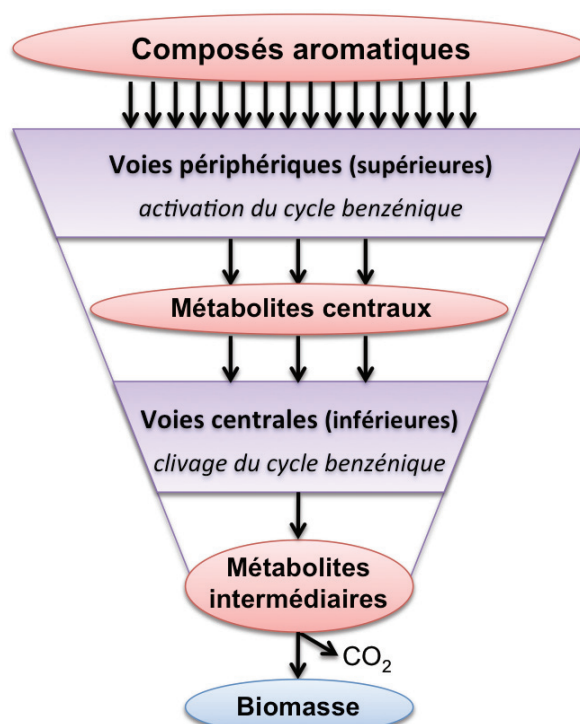 Composés aromatiques
Voies périphériques (supérieures)
activation du cycle benzénique
Métabolites centraux
Voies centrales (inférieures)
clivage du cycle benzénique
Métabolites
intermédiaires
CO₂
Biomasse